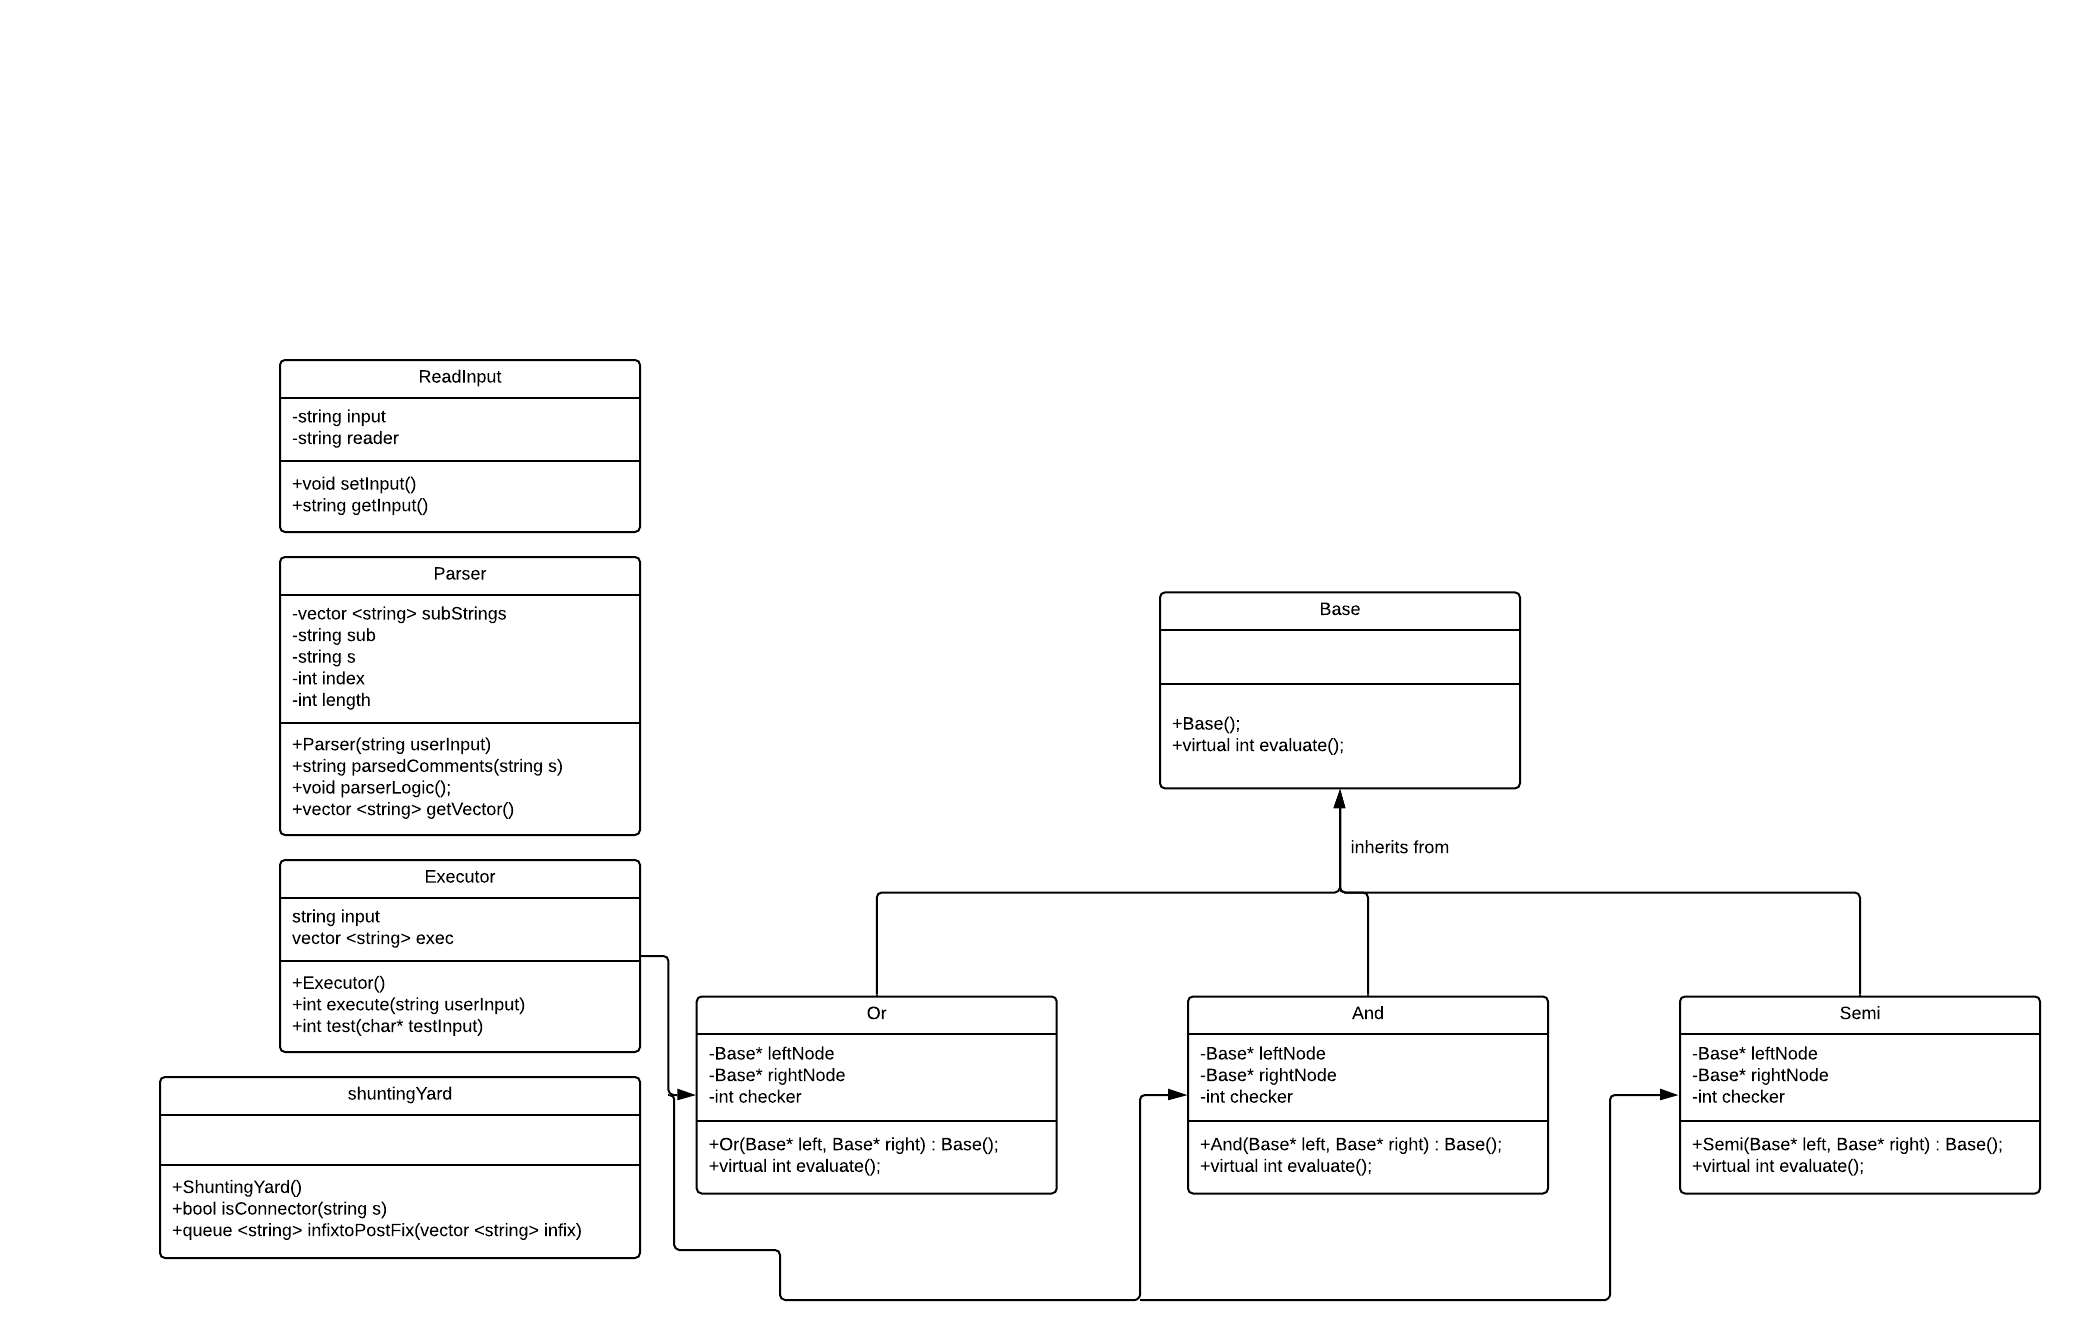 ReadInput
-string input
-string reader
+void setInput()
+string getInput()
Parser
-vector <string> subStrings
-string sub
-string s
-int index
-int length
+Parser(string userInput)
+string parsedComments(string s)
+void parserLogic();
+vector <string> getVector()
Executor
string input
vector <string> exec
+Executor()
+int execute(string userInput)
+int test(char* testInput)
shuntingYard
+ShuntingYard()
+bool isConnector(string s)
+queue <string> infixtoPostFix(vector <string> infix)
Base
+Base();
+virtual int evaluate();
inherits from
Or
-Base* leftNode
-Base* rightNode
-int checker
+Or(Base* left, Base* right) : Base();
+virtual int evaluate();
And
-Base* leftNode
-Base* rightNode
-int checker
+And(Base* left, Base* right) : Base();
+virtual int evaluate();
Semi
-Base* leftNode
-Base* rightNode
-int checker
+Semi(Base* left, Base* right) : Base();
+virtual int evaluate();